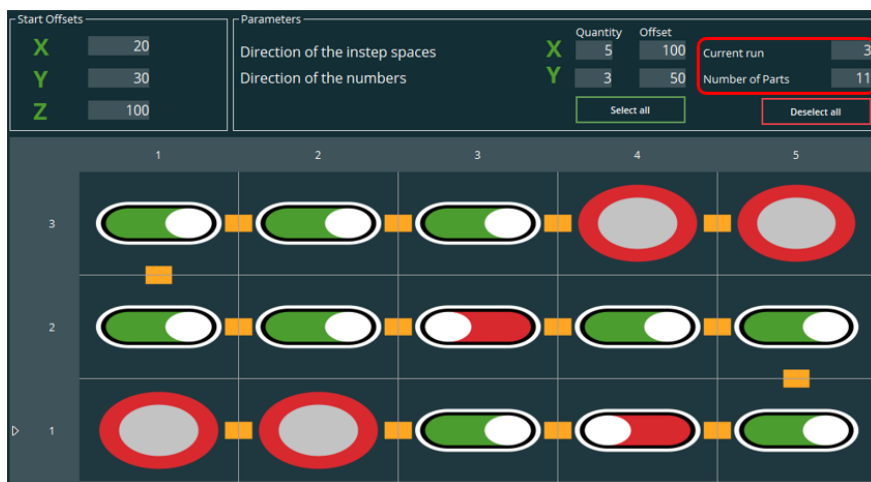 Start Offsets
Parameters
Quantity Offset
X 20
Direction of the instep spaces X 5 100 Current run 3
Y 30
Direction of the numbers Y 3 50 Number of Parts 11
Z 100
Select all Deselect all
1 2 3 4 5
3
2
1